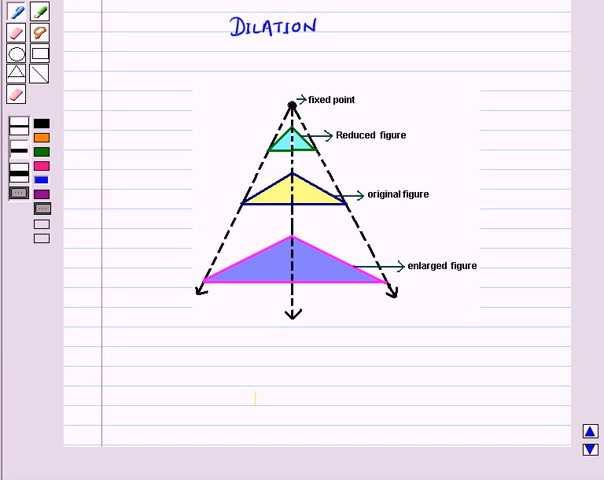 DILATION
fixed point
Reduced figure
original figure
enlarged figure